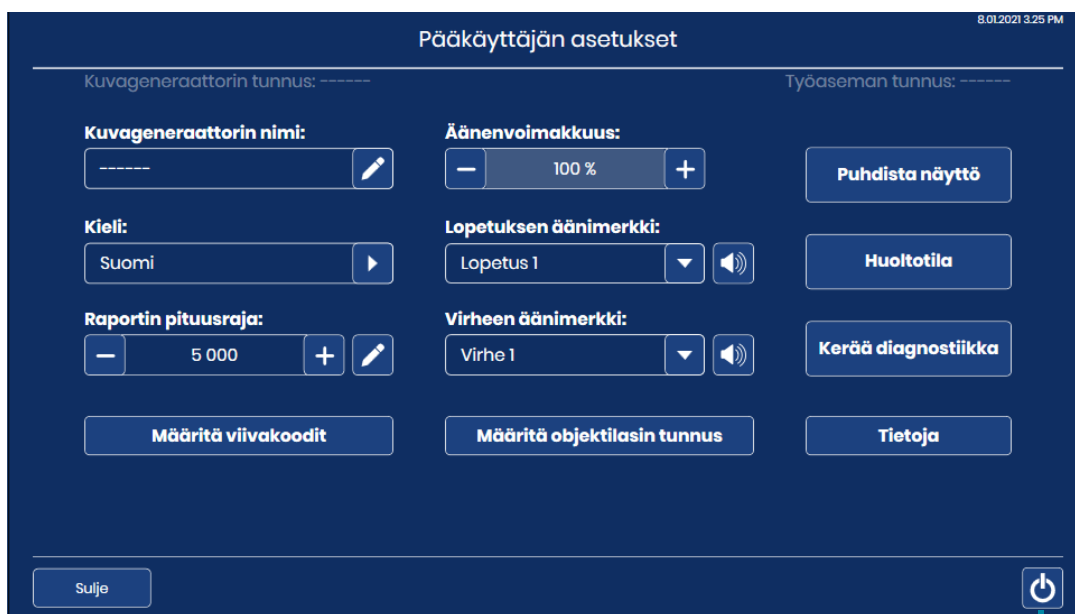 8.01.2021 3.25 PM
Pääkäyttäjän asetukset
Kuvageneraattorin tunnus: ------
Työaseman tunnus: ------
Kuvageneraattorin nimi:
Äänenvoimakkuus:
------
100 %
Puhdista näyttö
Kieli:
Lopetuksen äänimerkki:
Suomi
Lopetus 1
Huoltotila
Raportin pituusraja:
Virheen äänimerkki:
5 000
Virhe 1
Kerää diagnostiikka
Määritä viivakoodit
Määritä objektilasin tunnus
Tietoja
Sulje